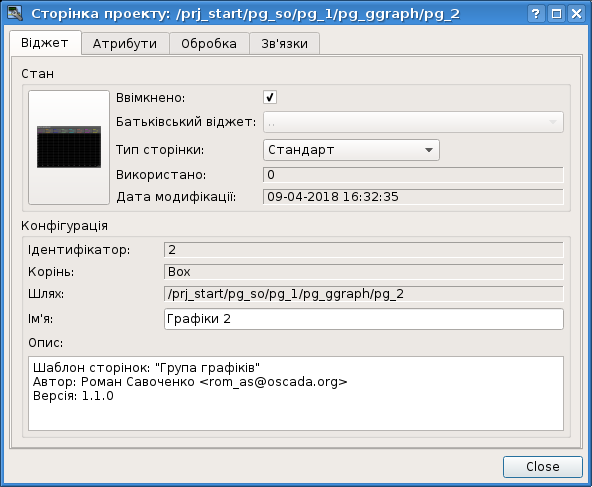 Сторінка проекту: /prj_start/pg_so/pg_1/pg_ggraph/pg_2
Віджет Атрибути Обробка Зв'язки
Стан
Ввімкнено:
Батьківський віджет: ..
Тип сторінки: Стандарт
Використано: 0
Дата модифікації: 09-04-2018 16:32:35
Конфігурація
Ідентифікатор: 2
Корінь: Box
Шлях: /prj_start/pg_so/pg_1/pg_ggraph/pg_2
Ім'я: Графіки 2
Опис:
Шаблон сторінок: "Група графіків"
Автор: Роман Савоченко <rom_as@oscada.org>
Версія: 1.1.0
Close